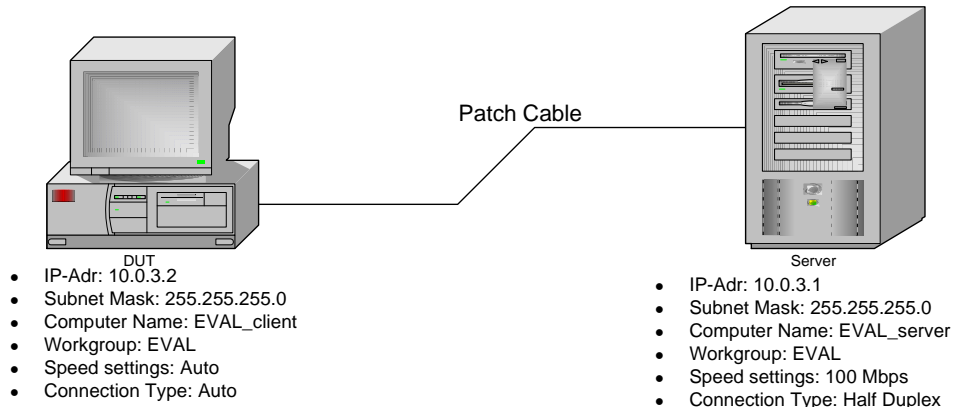 Patch Cable
DUT
● IP-Adr: 10.0.3.2
● Subnet Mask: 255.255.255.0
● Computer Name: EVAL_client
● Workgroup: EVAL
● Speed settings: Auto
● Connection Type: Auto
Server
● IP-Adr: 10.0.3.1
● Subnet Mask: 255.255.255.0
● Computer Name: EVAL_server
● Workgroup: EVAL
● Speed settings: 100 Mbps
● Connection Type: Half Duplex